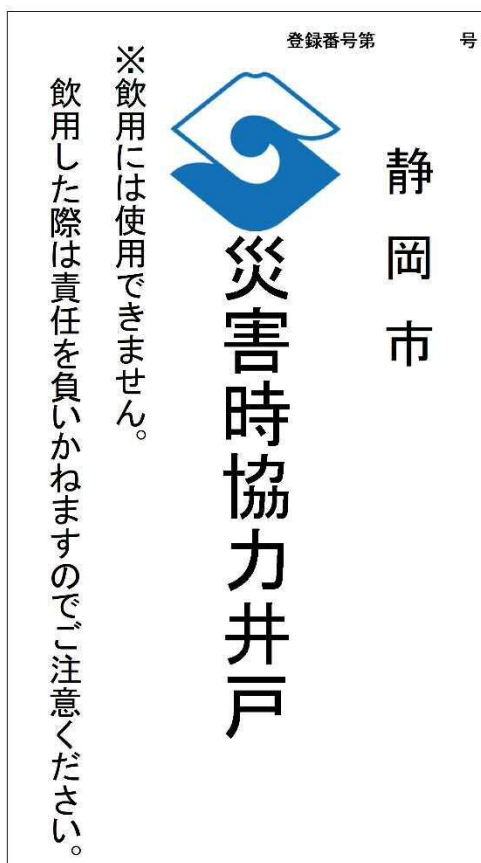 登録番号第　　　　号
静岡市
災害時協力井戸
※飲用には使用できません。
飲用した際は責任を負いかねますのでご注意ください。